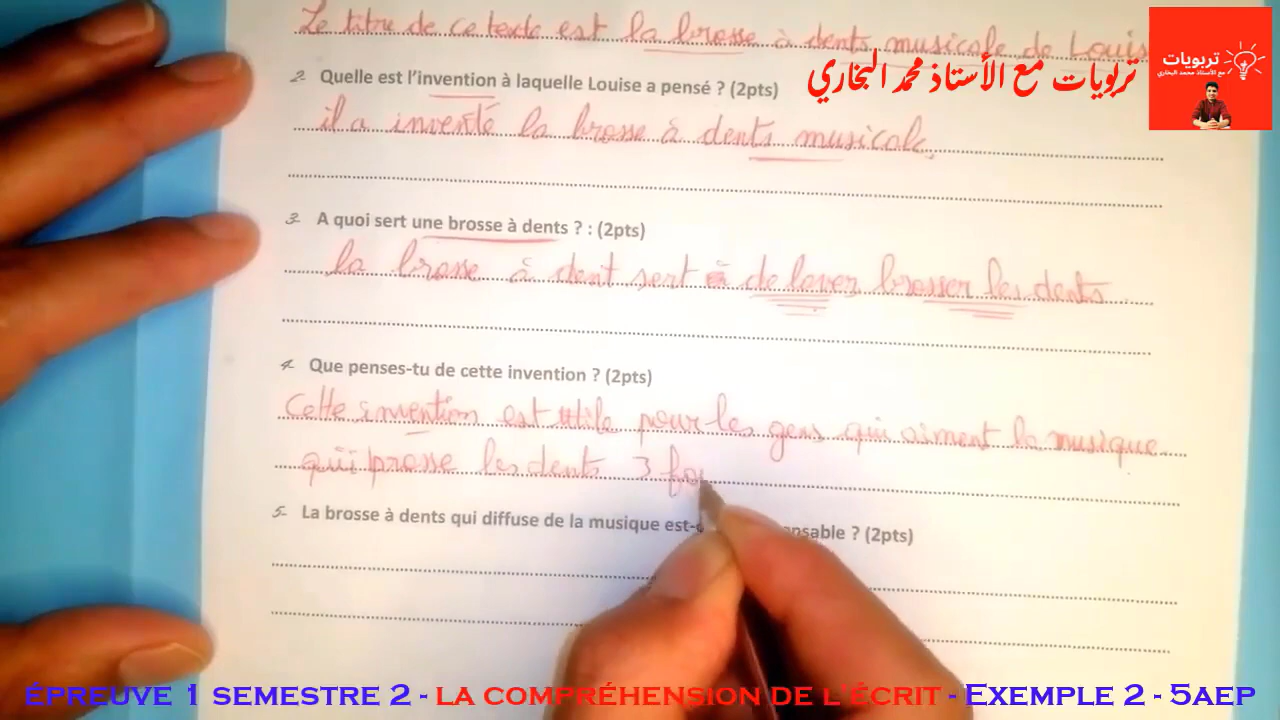 Le titre de ce texte est la brosse à dents musicale de Louis
2. Quelle est l'invention à laquelle Louise a pensé ? (2pts)
تربويات مع الأستاذ محمد البخاري
تربويات
مع الأستاذ محمد البخاري
il a inventé la brosse à dents musicale,
3. A quoi sert une brosse à dents ? : (2pts)
la brosse à dent sert à de laver brosser les dents
4. Que penses-tu de cette invention ? (2pts)
Cette invention est utile pour les gens qui aiment la musique
qui brosse les dents 3 foi
5. La brosse à dents qui diffuse de la musique est- ensable ? (2pts)
ÉPREUVE 1 SEMESTRE 2 - LA COMPRÉHENSION DE L'ÉCRIT - EXEMPLE 2 - 5AEP